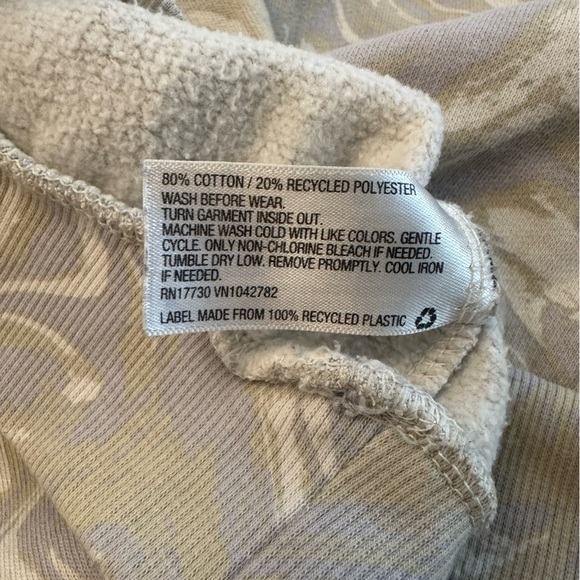 80% COTTON / 20% RECYCLED POLYESTER
WASH BEFORE WEAR.
TURN GARMENT INSIDE OUT.
MACHINE WASH COLD WITH LIKE COLORS. GENTLE
CYCLE. ONLY NON-CHLORINE BLEACH IF NEEDED.
TUMBLE DRY LOW. REMOVE PROMPTLY. COOL IRON
IF NEEDED.
RN17730 VN1042782
LABEL MADE FROM 100% RECYCLED PLASTIC